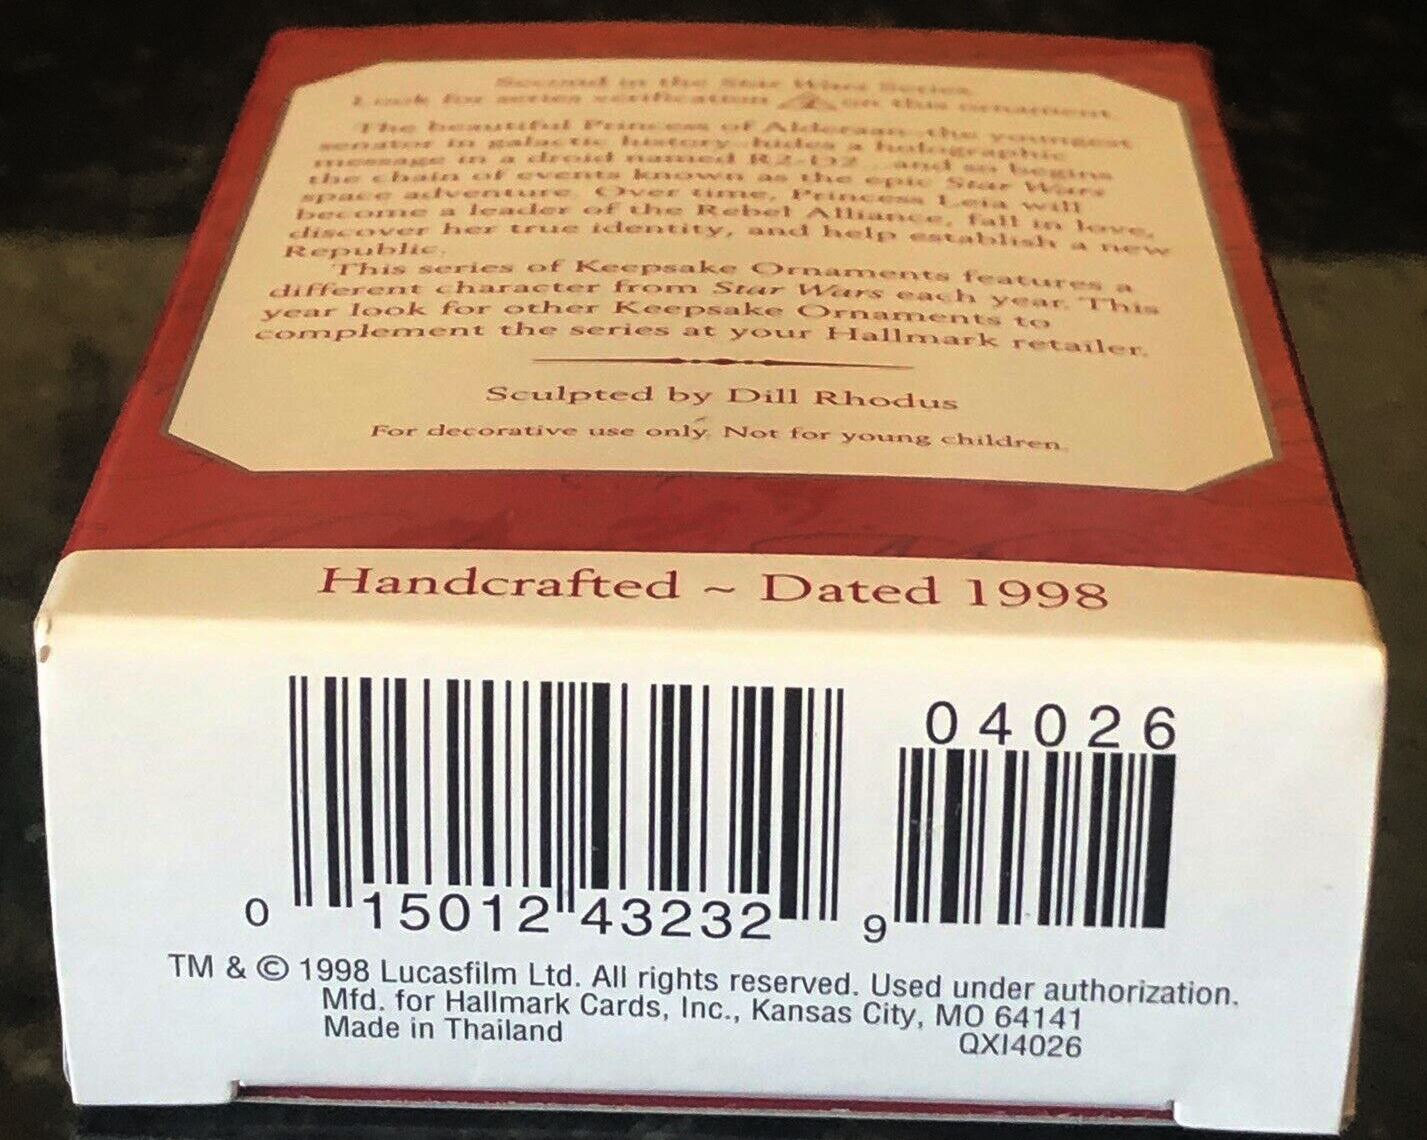 Second in the Star Wars Series
Look for series verification 2 on this ornament.
The beautiful Princess of Alderaan--the youngest
senator in galactic history--hides a holographic
message in a droid named R2-D2...and so begins
the chain of events known as the epic Star Wars
space adventure. Over time, Princess Leia will
become a leader of the Rebel Alliance, fall in love,
discover her true identity, and help establish a new
Republic.
This series of Keepsake Ornaments features a
different character from Star Wars each year. This
year look for other Keepsake Ornaments to
complement the series at your Hallmark retailer.
Sculpted by Dill Rhodus
For decorative use only. Not for young children.
Handcrafted ~ Dated 1998
04026
0 15012 43232 9
TM & © 1998 Lucasfilm Ltd. All rights reserved. Used under authorization.
Mfd. for Hallmark Cards, Inc., Kansas City, MO 64141
Made in Thailand QXI4026